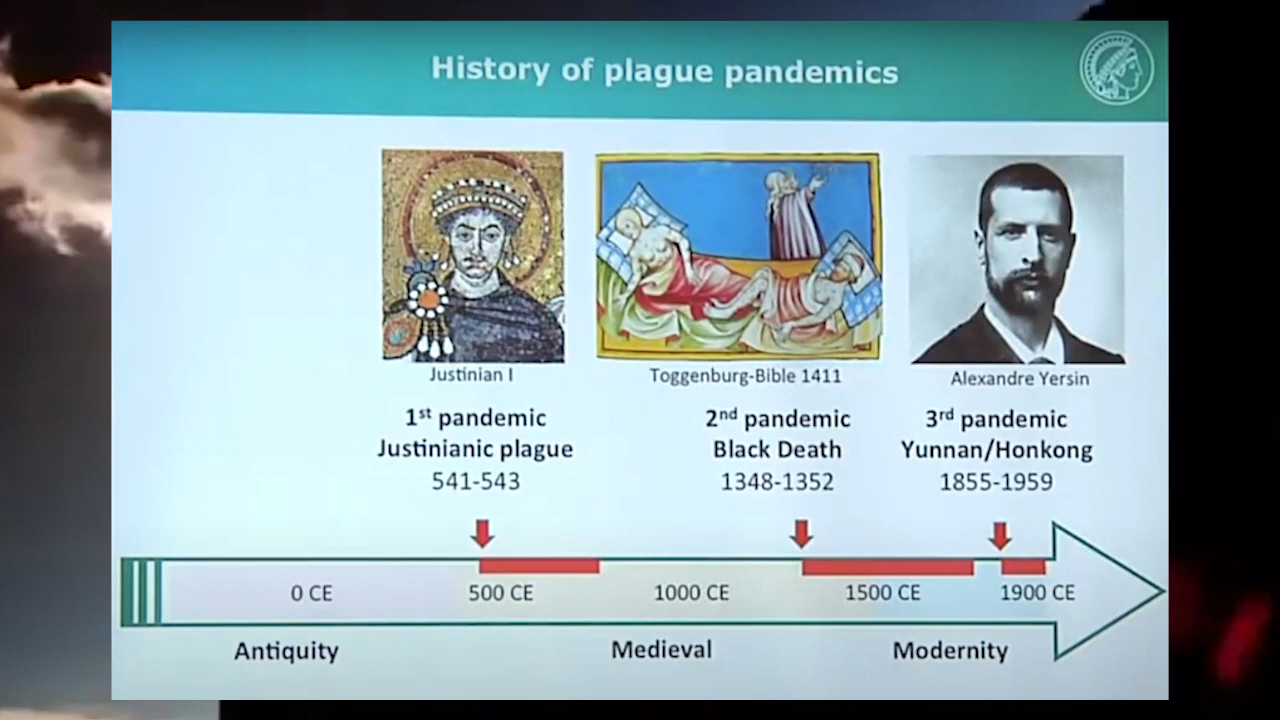 History of plague pandemics
Justinian I
Toggenburg-Bible 1411
Alexandre Yersin
1st pandemic
Justinianic plague
541-543
2nd pandemic
Black Death
1348-1352
3rd pandemic
Yunnan/Honkong
1855-1959
0 CE
500 CE
1000 CE
1500 CE
1900 CE
Antiquity
Medieval
Modernity